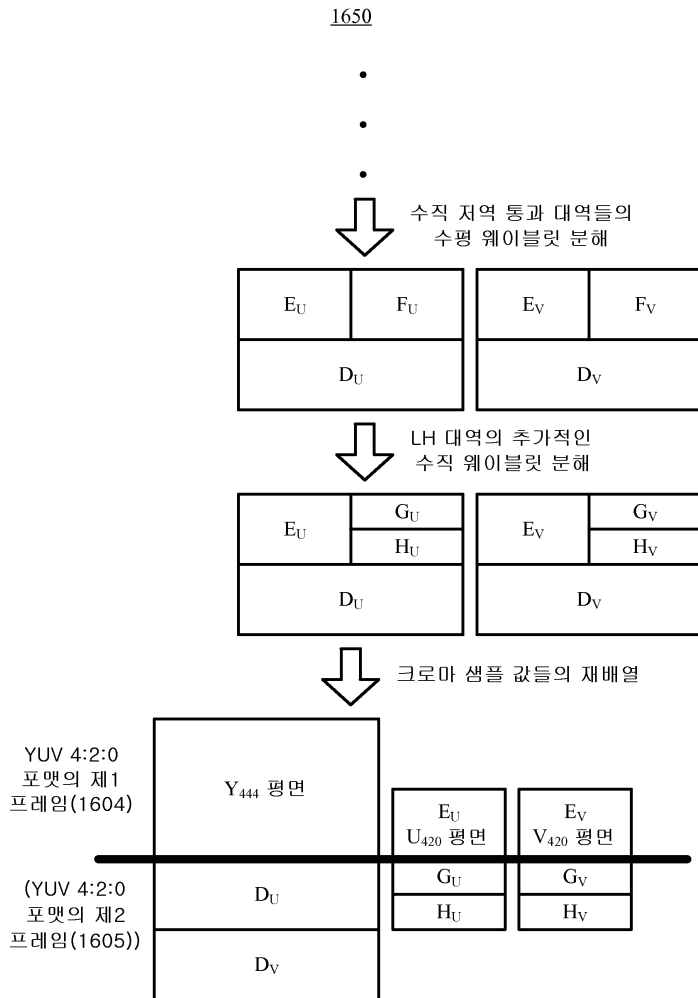 1650
수직 저역 통과 대역들의
수평 웨이블릿 분해
E_U F_U E_V F_V
D_U D_V
LH 대역의 추가적인
수직 웨이블릿 분해
E_U G_U E_V G_V
H_U H_V
D_U D_V
크로마 샘플 값들의 재배열
YUV 4:2:0
포맷의 제1
프레임(1604)
Y_444 평면
E_U E_V
U_420 평면 V_420 평면
(YUV 4:2:0
포맷의 제2
프레임(1605))
D_U G_U G_V
H_U H_V
D_V